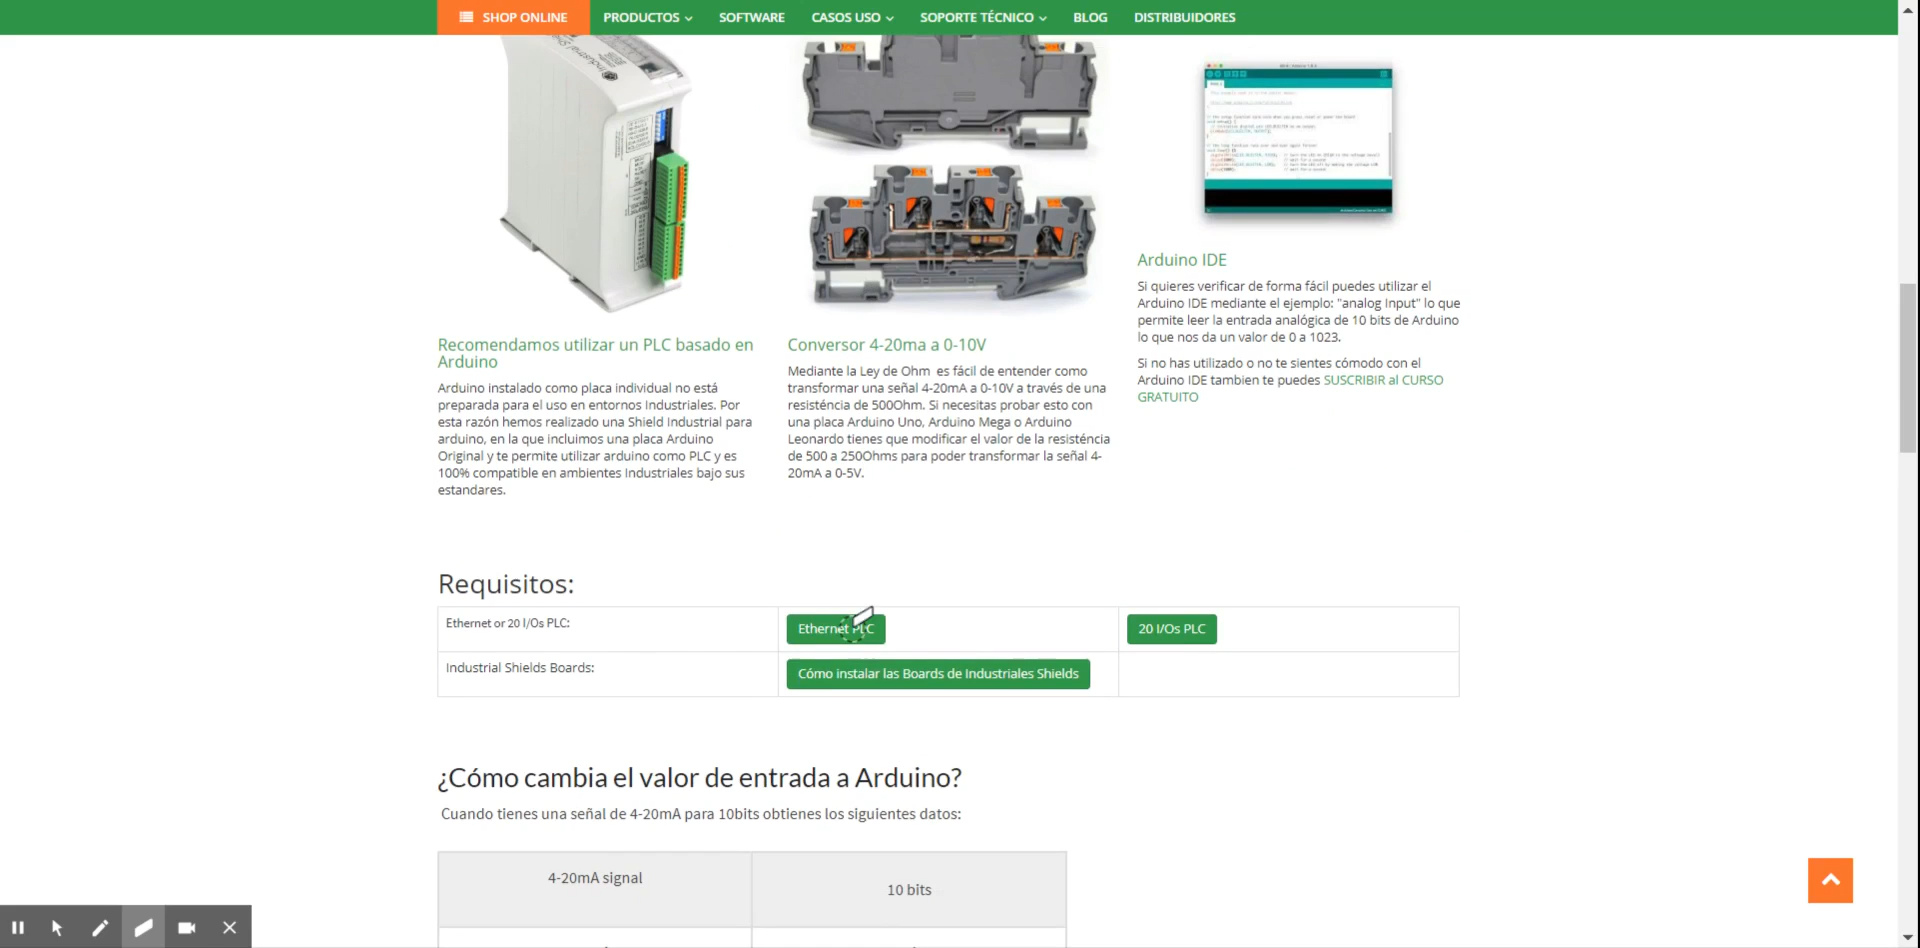 SHOP ONLINE PRODUCTOS SOFTWARE CASOS USO SOPORTE TÉCNICO BLOG DISTRIBUIDORES
Recomendamos utilizar un PLC basado en
Arduino
Arduino instalado como placa individual no está
preparada para el uso en entornos Industriales. Por
esta razón hemos realizado una Shield Industrial para
arduino, en la que incluimos una placa Arduino
Original y te permite utilizar arduino como PLC y es
100% compatible en ambientes Industriales bajo sus
estandares.
Conversor 4-20ma a 0-10V
Mediante la Ley de Ohm es fácil de entender como
transformar una señal 4-20mA a 0-10V a través de una
resisténcia de 500Ohm. Si necesitas probar esto con
una placa Arduino Uno, Arduino Mega o Arduino
Leonardo tienes que modificar el valor de la resisténcia
de 500 a 250Ohms para poder transformar la señal 4-
20mA a 0-5V.
Arduino IDE
Si quieres verificar de forma fácil puedes utilizar el
Arduino IDE mediante el ejemplo: "analog Input" lo que
permite leer la entrada analógica de 10 bits de Arduino
lo que nos da un valor de 0 a 1023.
Si no has utilizado o no te sientes cómodo con el
Arduino IDE tambien te puedes SUSCRIBIR al CURSO
GRATUITO
Requisitos:
Ethernet or 20 I/Os PLC: Ethernet PLC 20 I/Os PLC
Industrial Shields Boards: Cómo instalar las Boards de Industriales Shields
¿Cómo cambia el valor de entrada a Arduino?
Cuando tienes una señal de 4-20mA para 10bits obtienes los siguientes datos:
4-20mA signal 10 bits